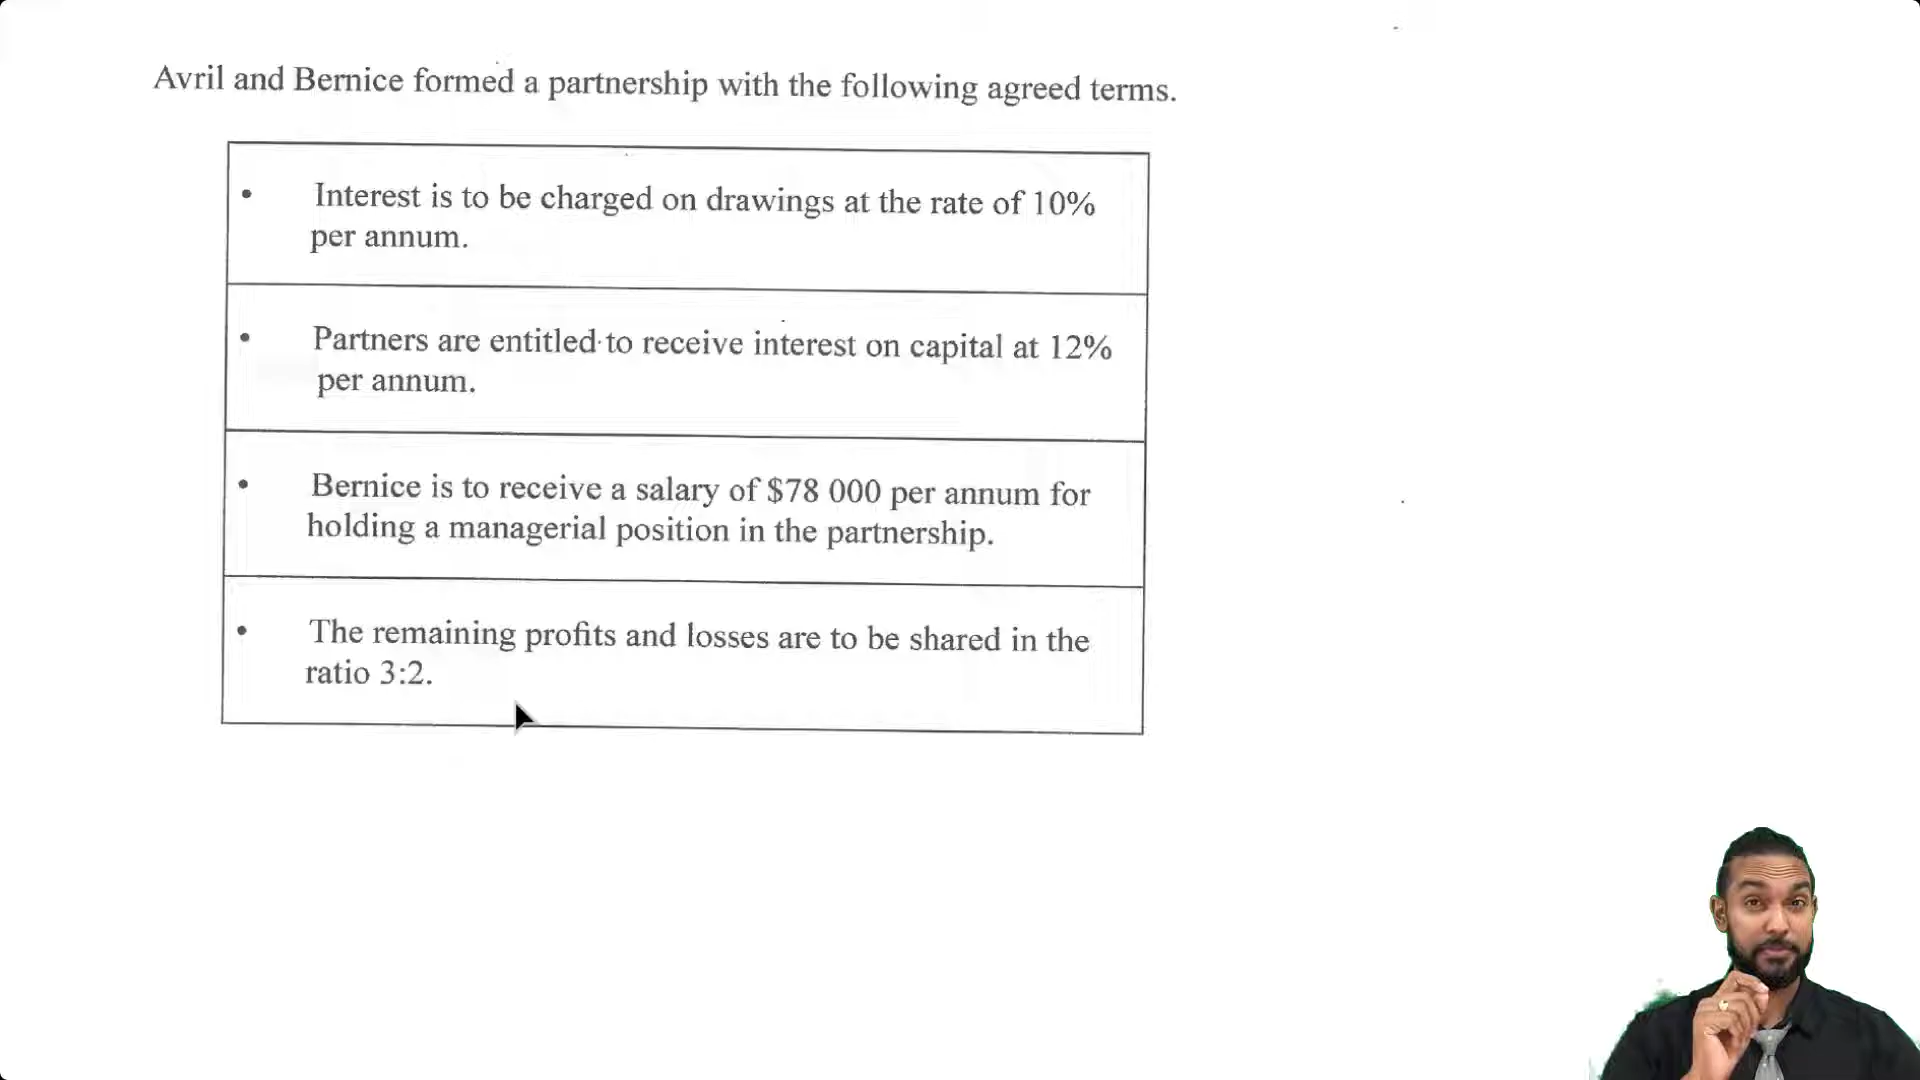 Avril and Bernice formed a partnership with the following agreed terms.
• Interest is to be charged on drawings at the rate of 10%
per annum.
• Partners are entitled to receive interest on capital at 12%
per annum.
• Bernice is to receive a salary of $78 000 per annum for
holding a managerial position in the partnership.
• The remaining profits and losses are to be shared in the
ratio 3:2.